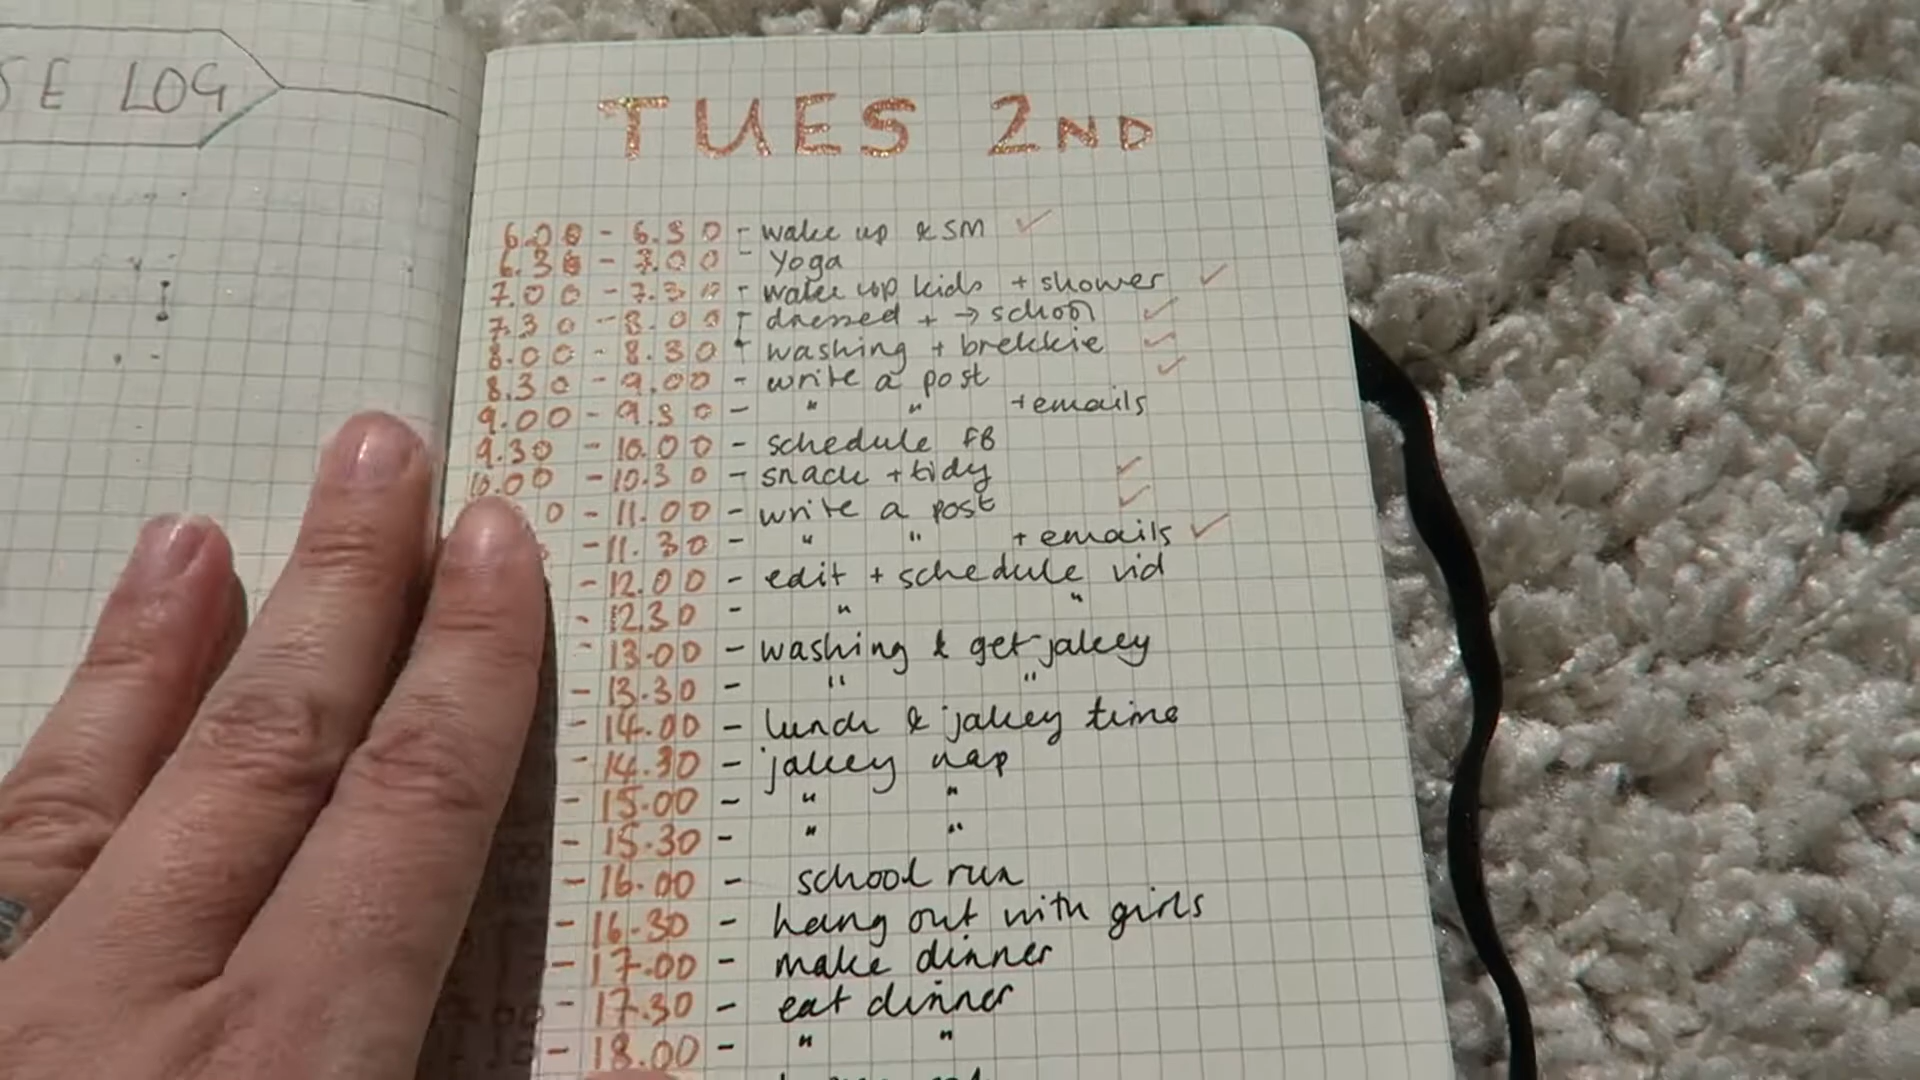 SE LOG
TUES 2ND
6.00 - 6.30 - wake up & SM ✓
6.30 - 7.00 - Yoga
7.00 - 7.30 - wake up kids + shower ✓
7.30 - 8.00 - dressed + → school ✓
8.00 - 8.30 - washing + brekkie ✓
8.30 - 9.00 - write a post ✓
9.00 - 9.30 - " " + emails
9.30 - 10.00 - schedule FB
10.00 - 10.30 - snack + tidy ✓
0 - 11.00 - write a post ✓
- 11.30 - " " + emails ✓
- 12.00 - edit + schedule vid
- 12.30 - " "
- 13.00 - washing & get jakey
- 13.30 - " "
- 14.00 - lunch & jakey time
- 14.30 - jakey nap
- 15.00 - " "
- 15.30 - " "
- 16.00 - school run
- 16.30 - hang out with girls
- 17.00 - make dinner
- 17.30 - eat dinner
- 18.00 - " "